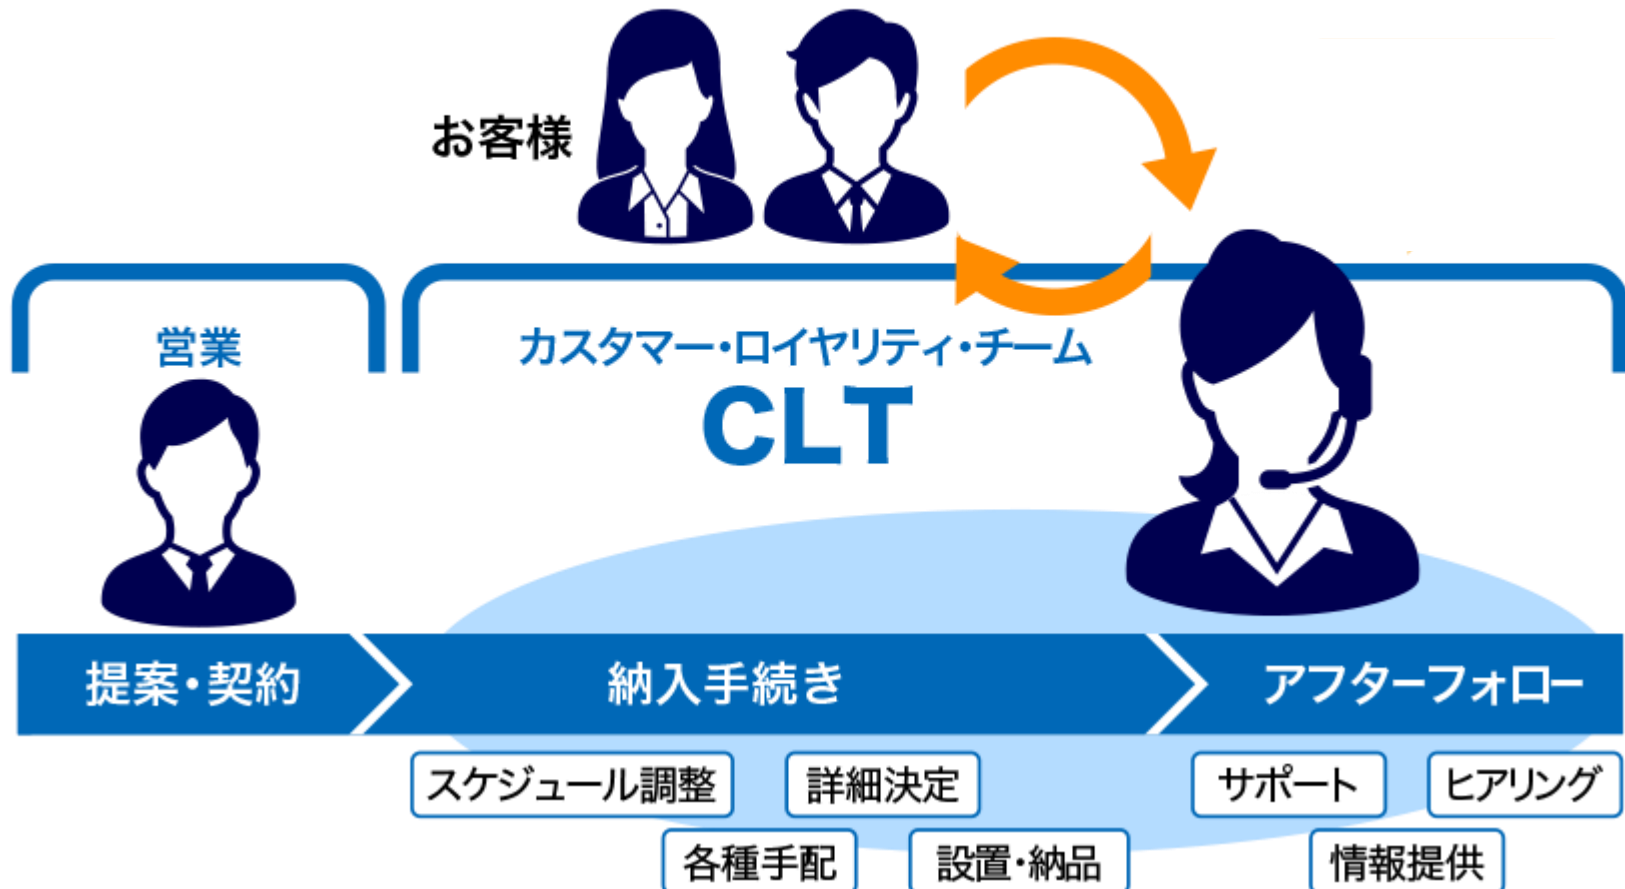 お客様
営業
カスタマー・ロイヤリティ・チーム
CLT
提案・契約
納入手続き
アフターフォロー
スケジュール調整
詳細決定
サポート
ヒアリング
各種手配
設置・納品
情報提供